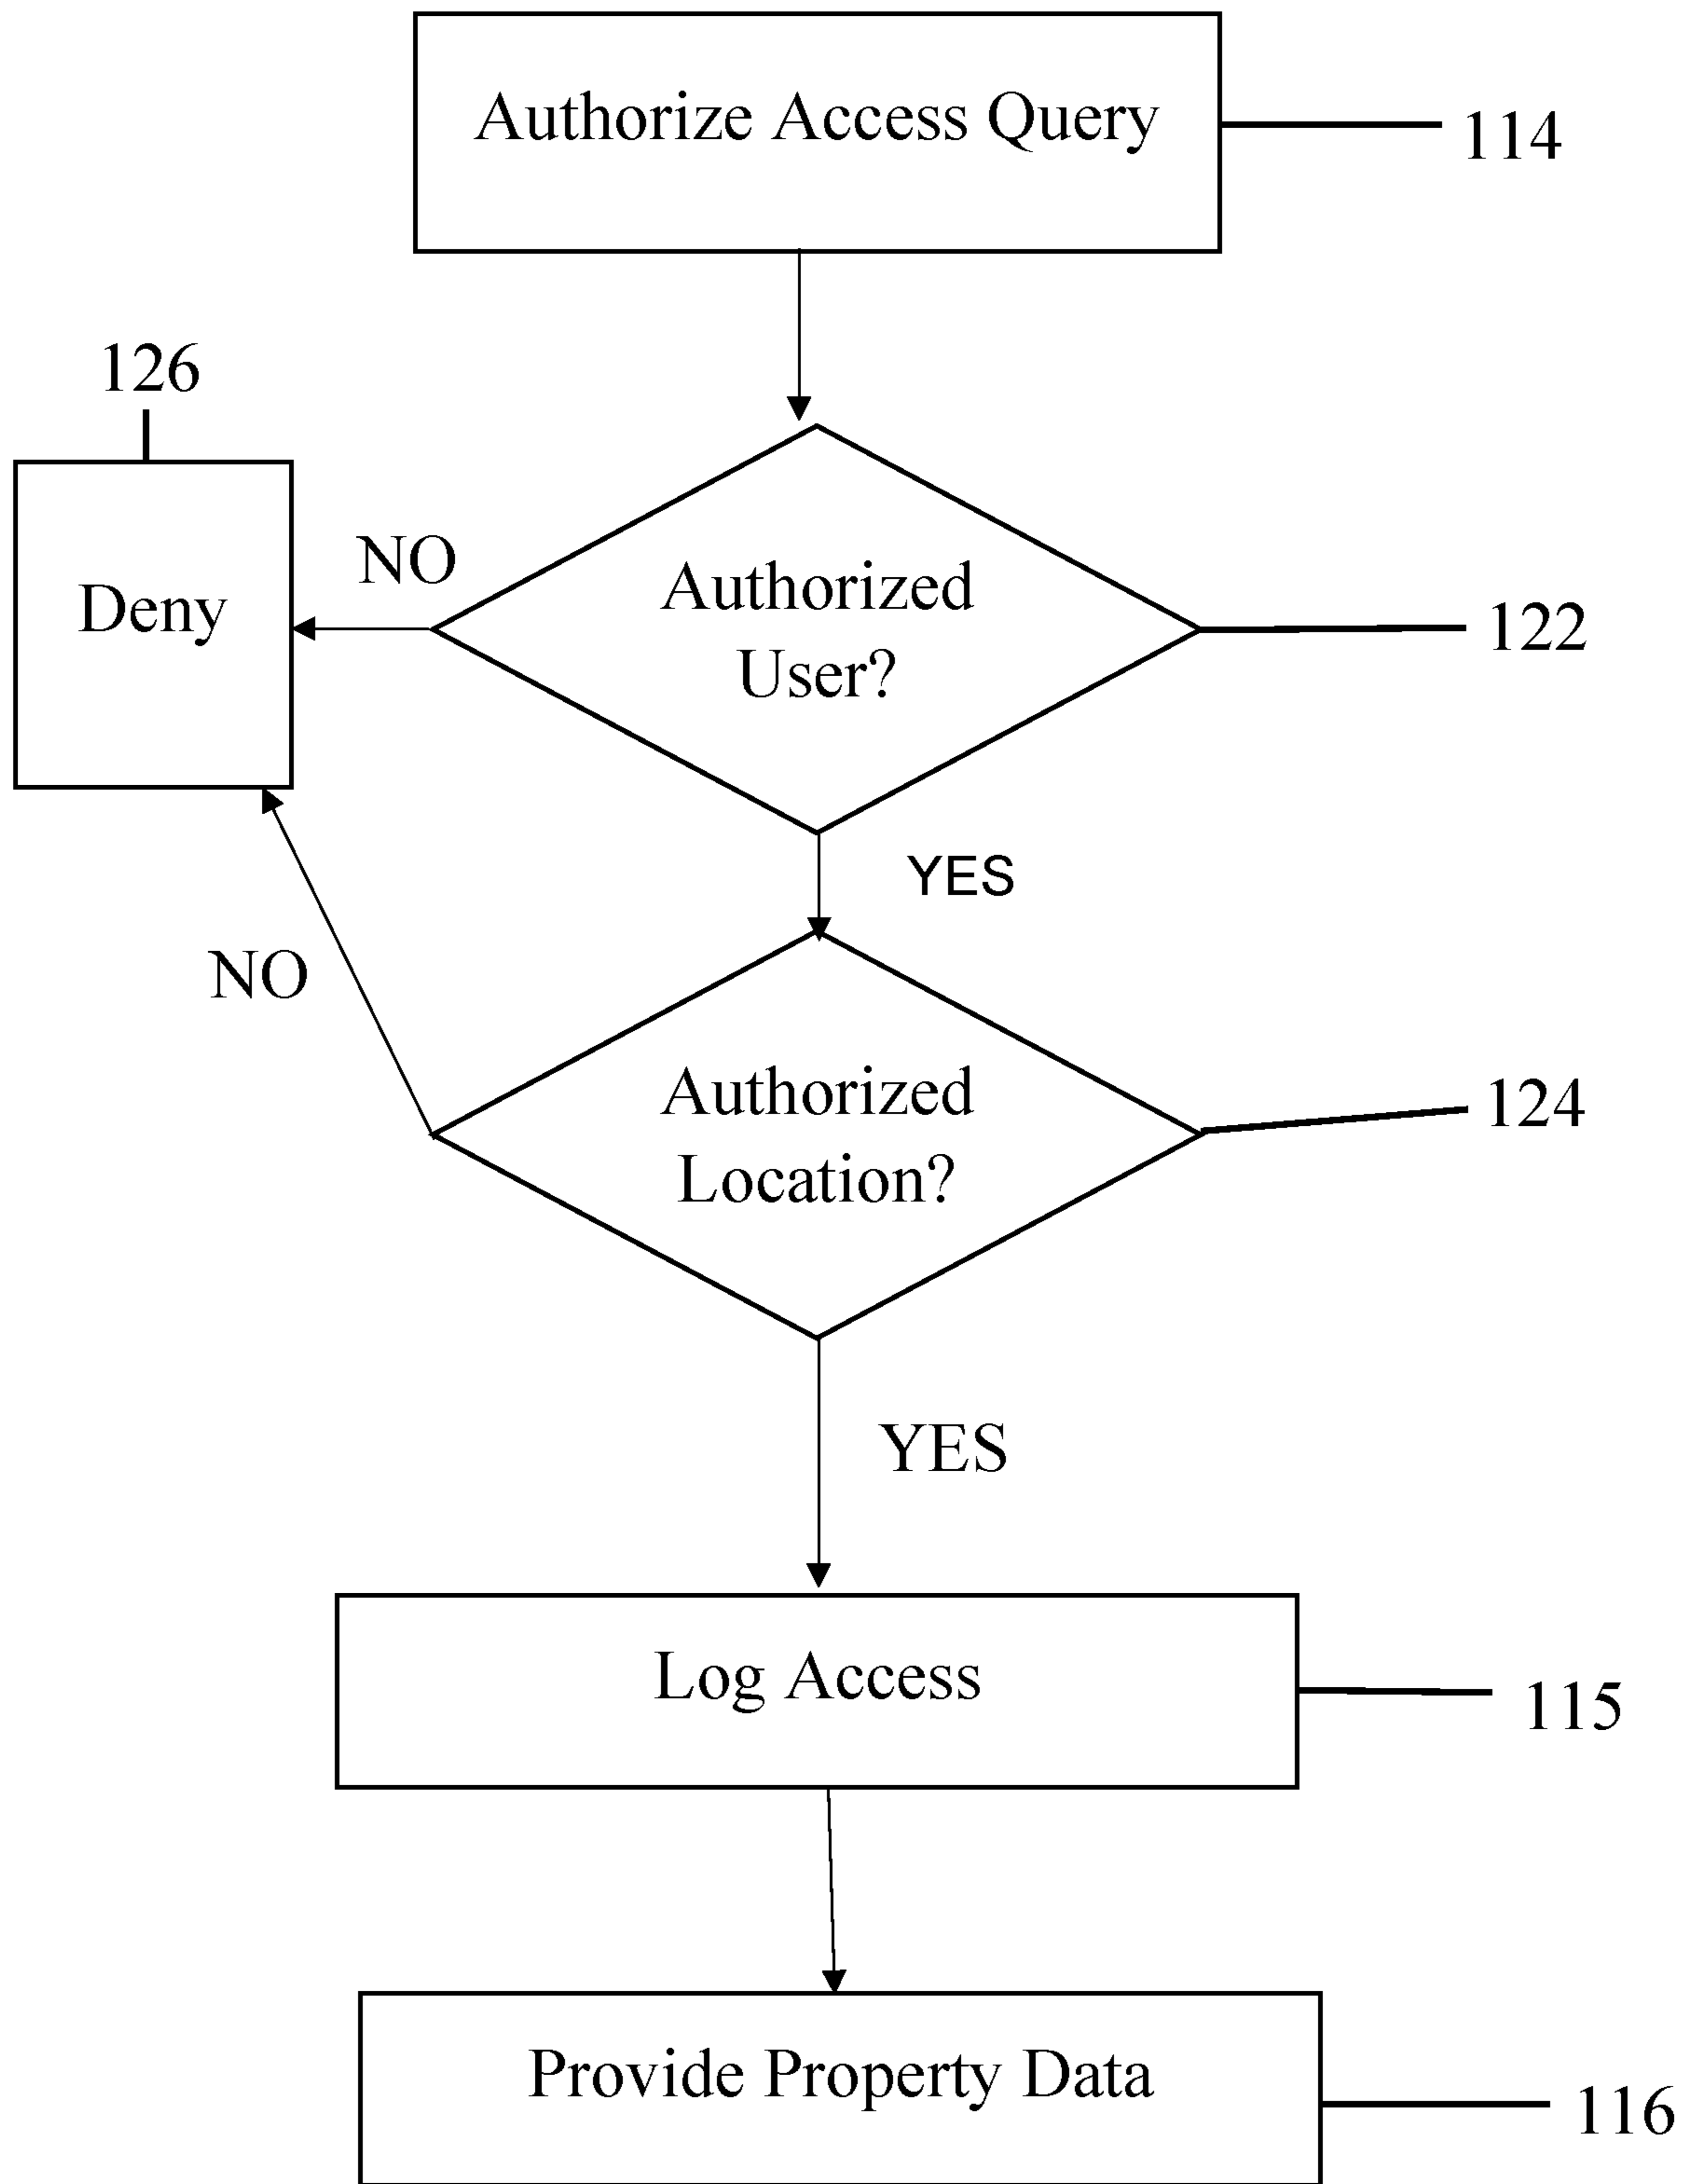 Authorize Access Query
114
126
Deny
NO
Authorized
User?
122
YES
NO
Authorized
Location?
124
YES
Log Access
115
Provide Property Data
116